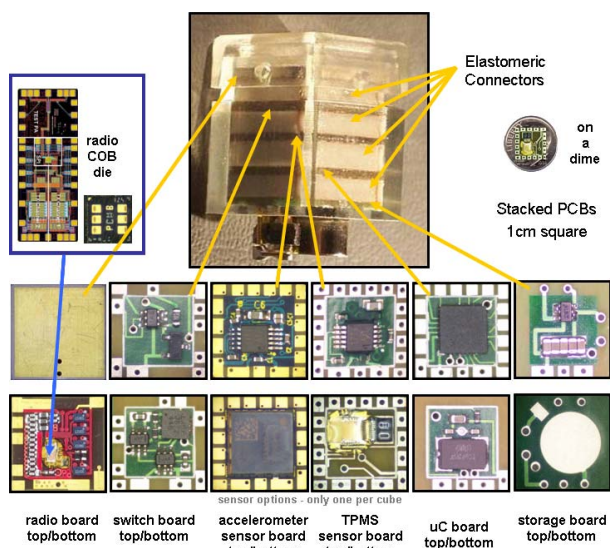 Elastomeric
Connectors
radio
COB
die
on
a
dime
Stacked PCBs
1cm square
sensor options - only one per cube
radio board
top/bottom
switch board
top/bottom
accelerometer
sensor board
TPMS
sensor board
uC board
top/bottom
storage board
top/bottom